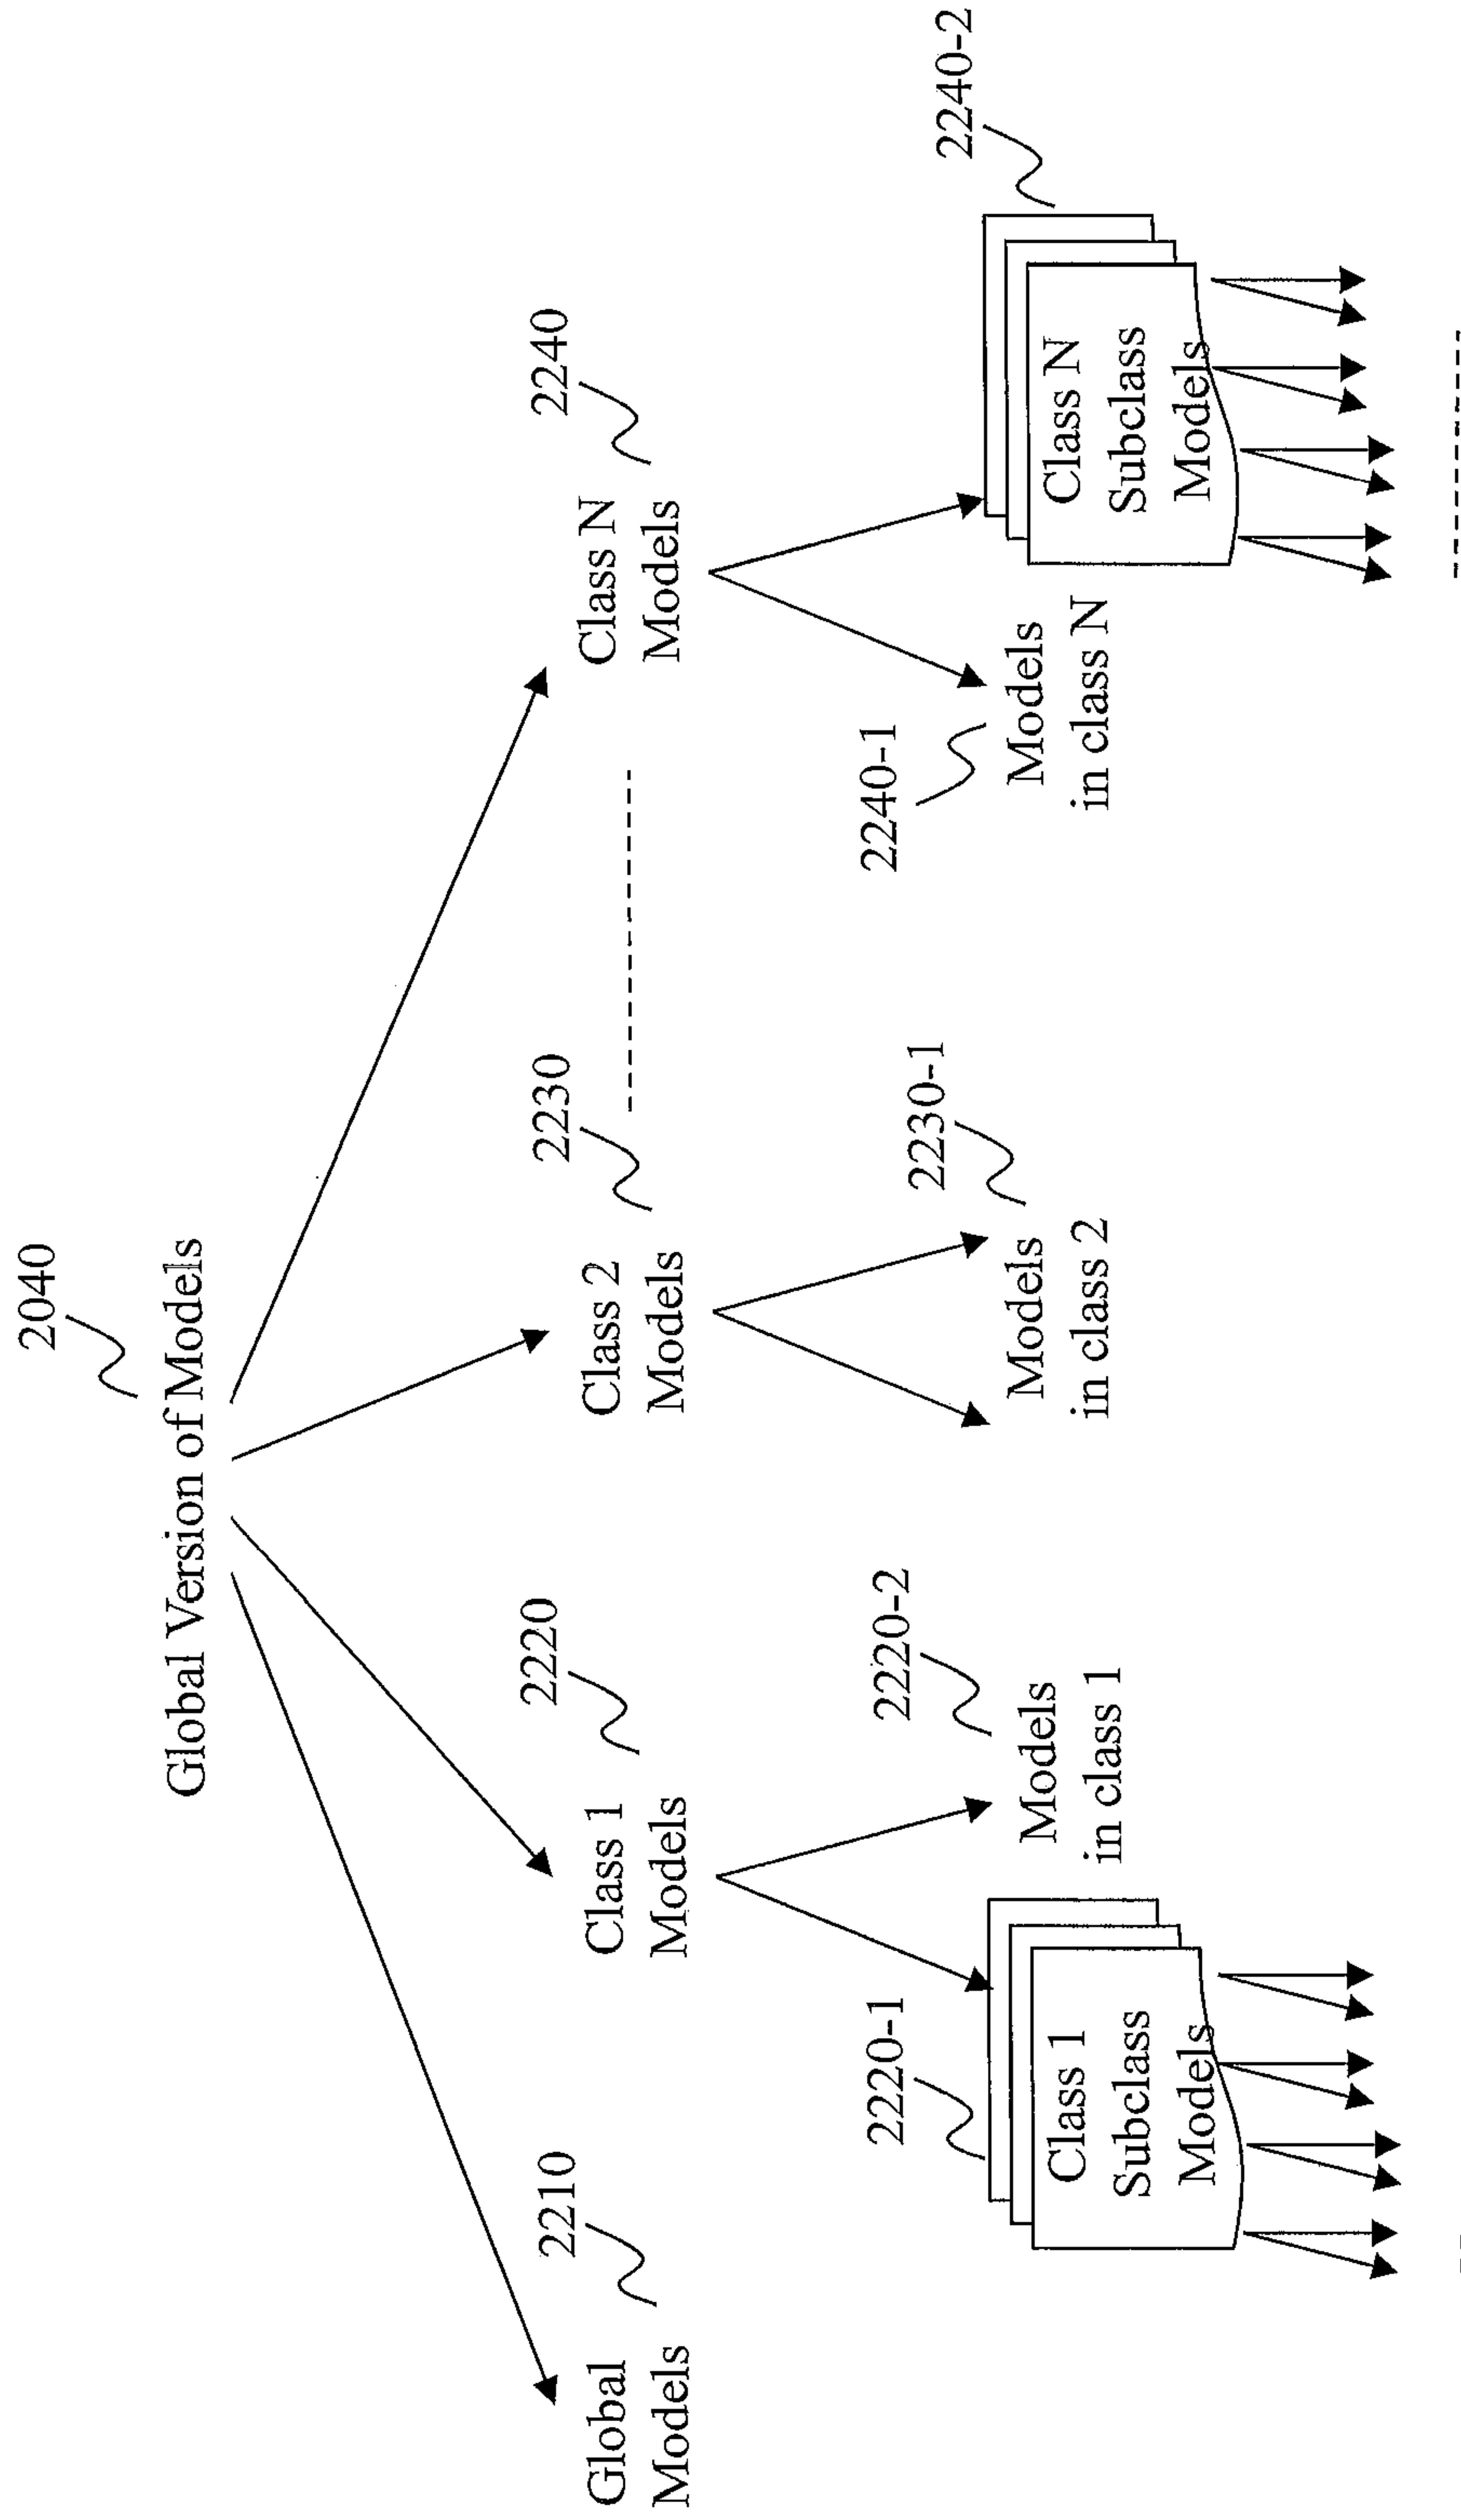 2040
Global Version of Models
2210
2220
2230
2240
Global
Models
Class 1
Models
Class 2
Models
Class N
Models
2220-1
2220-2
2230-1
2240-1
2240-2
Class 1
Subclass
Models
Models
in class 1
Models
in class 2
Models
in class N
Class N
Subclass
Models